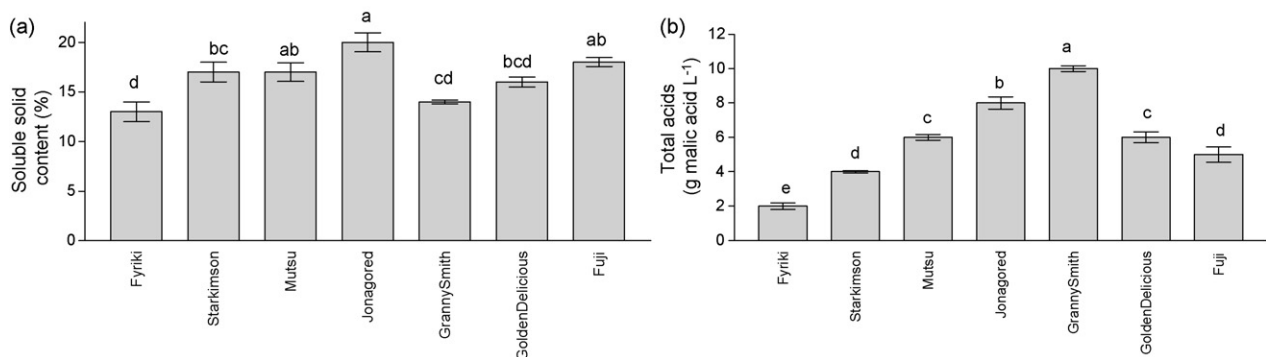 (a)
Soluble solid
content (%)
20
15
10
5
0
d
bc
ab
a
cd
bcd
ab
Fyriki
Starkimson
Mutsu
Jonagored
GrannySmith
GoldenDelicious
Fuji
(b)
Total acids
(g malic acid L⁻¹)
12
10
8
6
4
2
0
e
d
c
b
a
c
d
Fyriki
Starkimson
Mutsu
Jonagored
GrannySmith
GoldenDelicious
Fuji